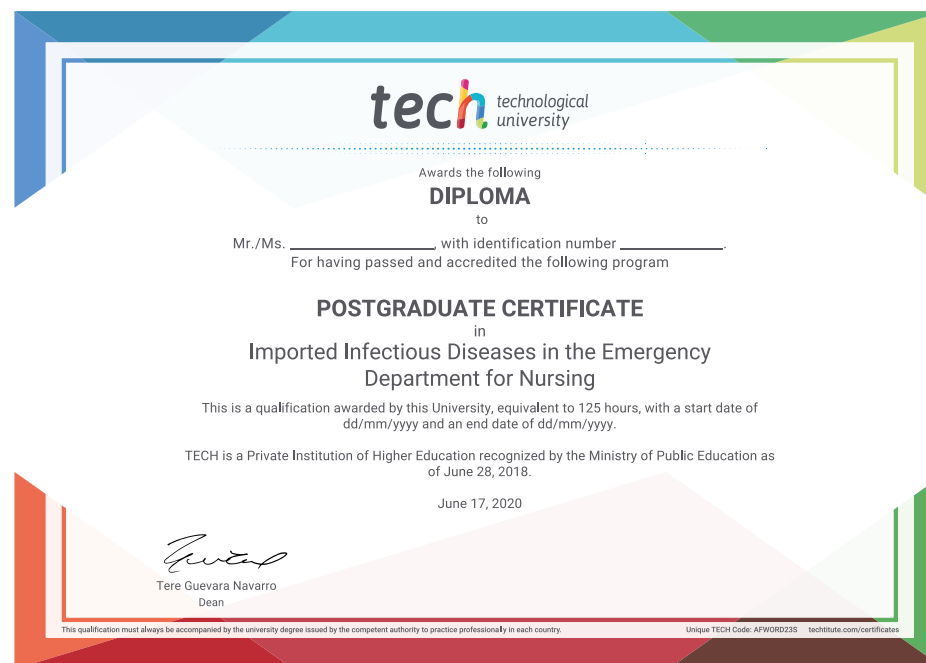 tech technological
university
Awards the following
DIPLOMA
to
Mr./Ms. ____________________, with identification number ______________.
For having passed and accredited the following program
POSTGRADUATE CERTIFICATE
in
Imported Infectious Diseases in the Emergency
Department for Nursing
This is a qualification awarded by this University, equivalent to 125 hours, with a start date of
dd/mm/yyyy and an end date of dd/mm/yyyy.
TECH is a Private Institution of Higher Education recognized by the Ministry of Public Education as
of June 28, 2018.
June 17, 2020
Tere Guevara Navarro
Dean
This qualification must always be accompanied by the university degree issued by the competent authority to practice professionally in each country.
Unique TECH Code: AFWORD23S techtitute.com/certificates